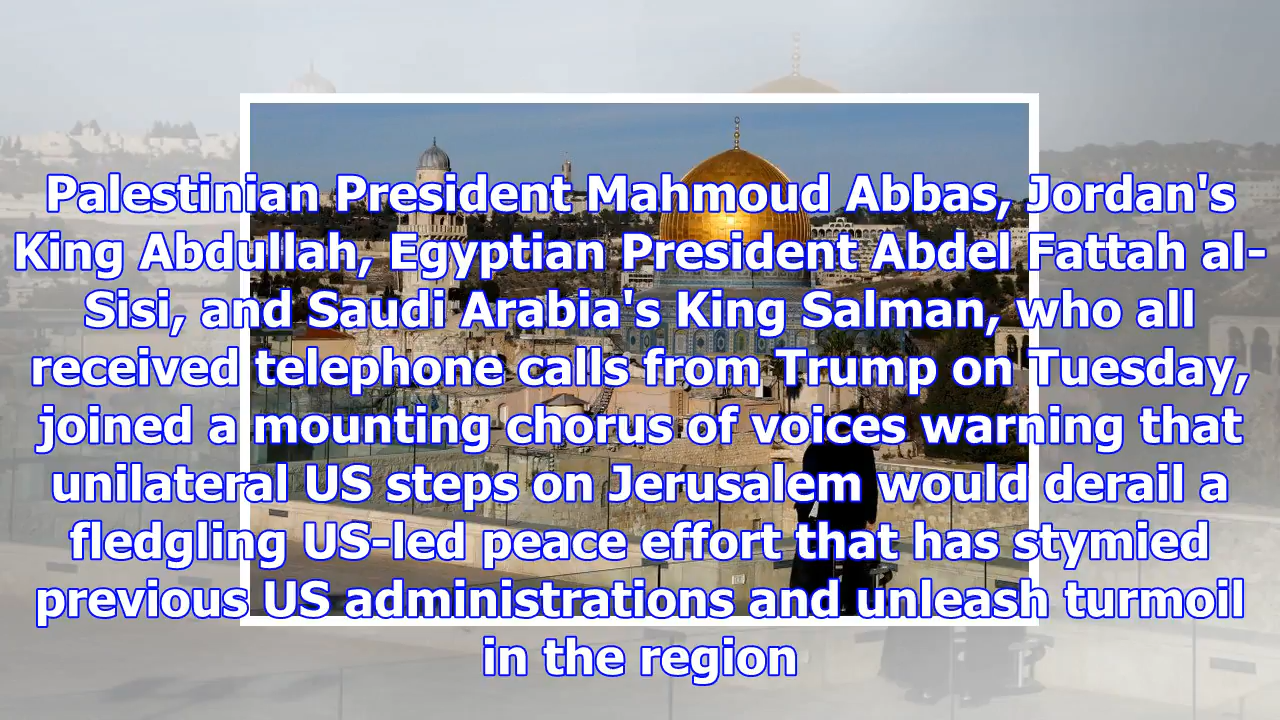 Palestinian President Mahmoud Abbas, Jordan's
King Abdullah, Egyptian President Abdel Fattah al-
Sisi, and Saudi Arabia's King Salman, who all
received telephone calls from Trump on Tuesday,
joined a mounting chorus of voices warning that
unilateral US steps on Jerusalem would derail a
fledgling US-led peace effort that has stymied
previous US administrations and unleash turmoil
in the region